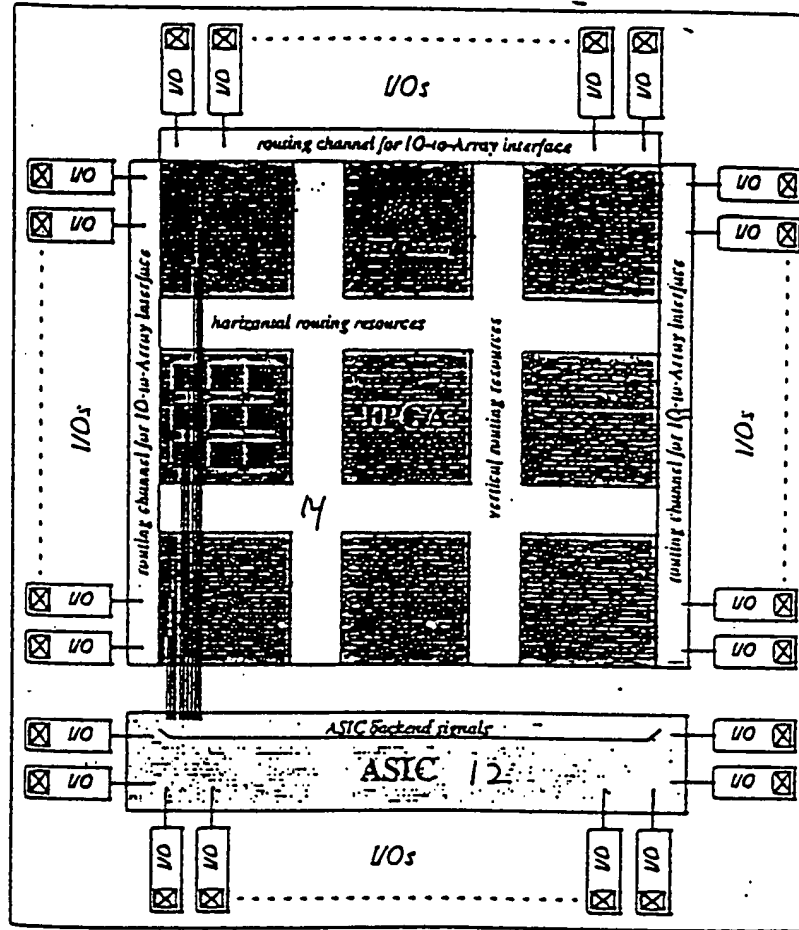 I/O I/O I/O I/O
I/Os
routing channel for IO-to-Array interface
I/O
I/O
I/O
I/O
routing channel for IO-to-Array Interface
routing channel for IO-to-Array Interface
horizontal routing resources
vertical routing resources
FPGA
I/Os
I/Os
14
I/O
I/O
I/O
I/O
ASIC backend signals
ASIC 12
I/O
I/O
I/O
I/O
I/O I/O I/O I/O
I/Os